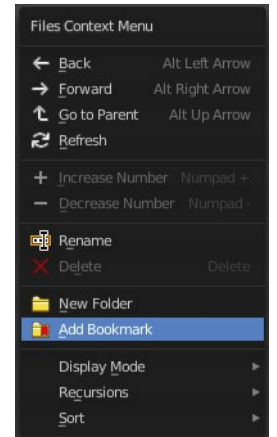 Files Context Menu
Back Alt Left Arrow
Forward Alt Right Arrow
Go to Parent Alt Up Arrow
Refresh
Increase Number Numpad +
Decrease Number Numpad -
Rename
Delete Delete
New Folder
Add Bookmark
Display Mode
Recursions
Sort